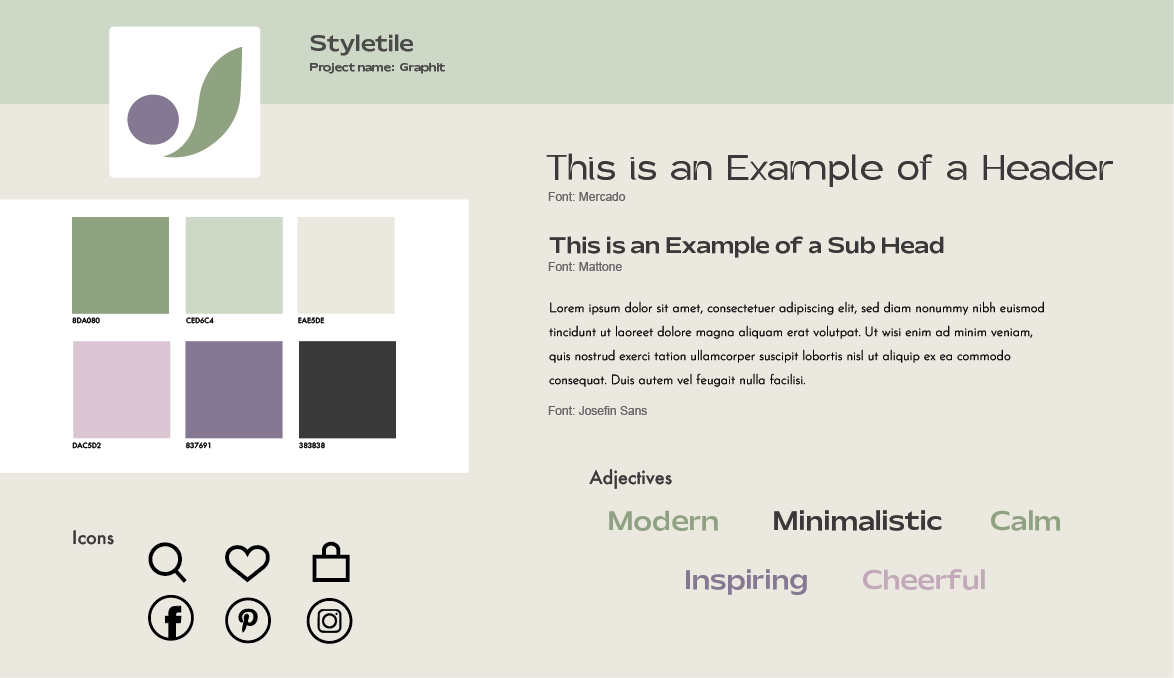 Styletile
Project name: Graphit
This is an Example of a Header
Font: Mercado
8DA080
CED6C4
EAE5DE
This is an Example of a Sub Head
Font: Mattone
Lorem ipsum dolor sit amet, consectetuer adipiscing elit, sed diam nonummy nibh euismod
tincidunt ut laoreet dolore magna aliquam erat volutpat. Ut wisi enim ad minim veniam,
quis nostrud exerci tation ullamcorper suscipit lobortis nisl ut aliquip ex ea commodo
consequat. Duis autem vel feugait nulla facilisi.
Font: Josefin Sans
DAC5D2
837691
383838
Adjectives
Modern
Minimalistic
Calm
Inspiring
Cheerful
Icons